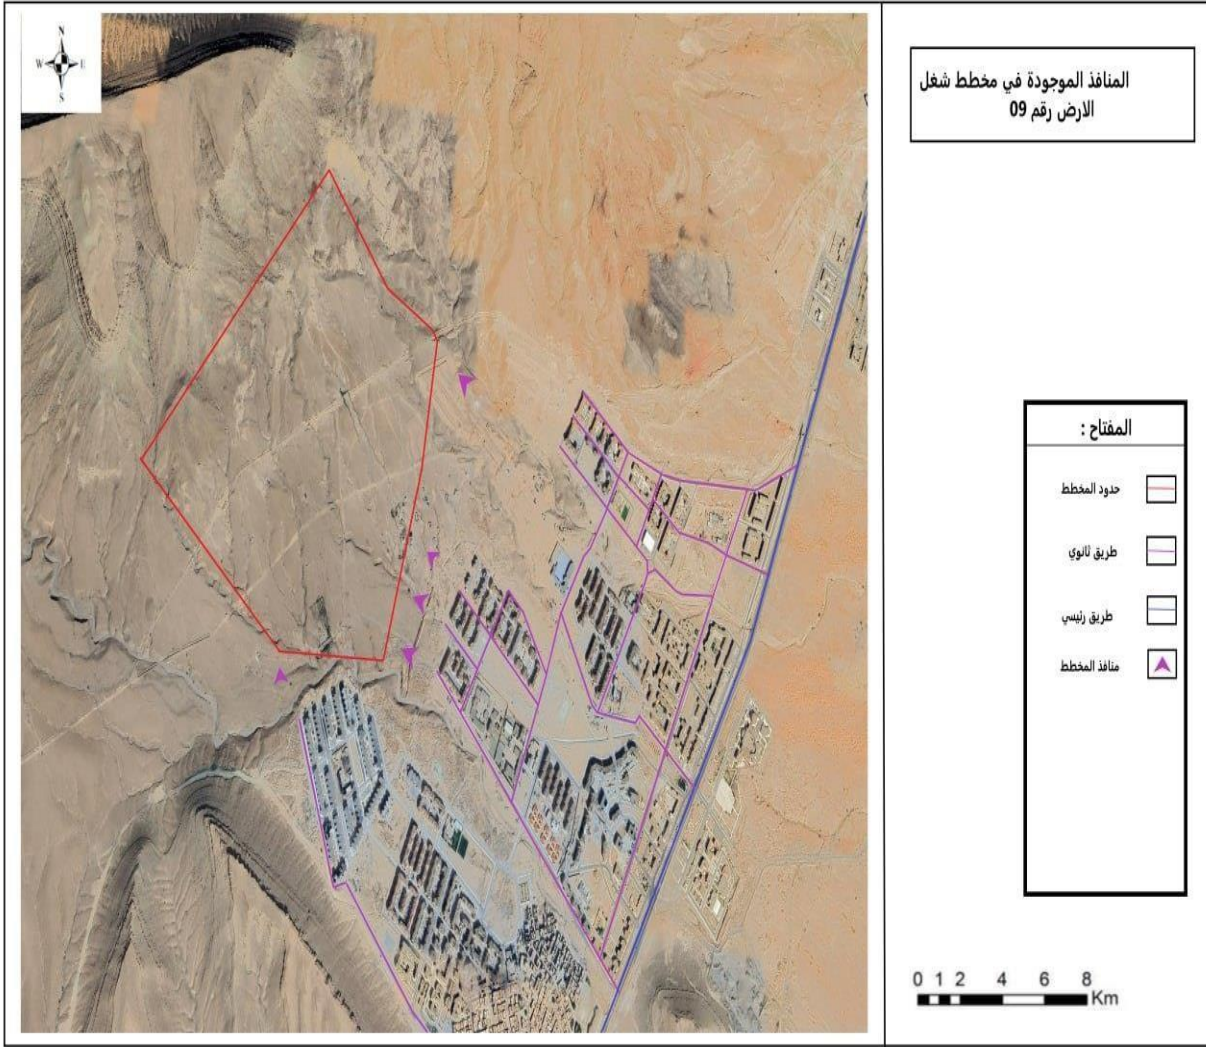 N
W E
S
المنافذ الموجودة في مخطط شغل
الارض رقم 09
المفتاح :
حدود المخطط
طريق ثانوي
طريق رئيسي
منافذ المخطط
0 1 2 4 6 8
Km